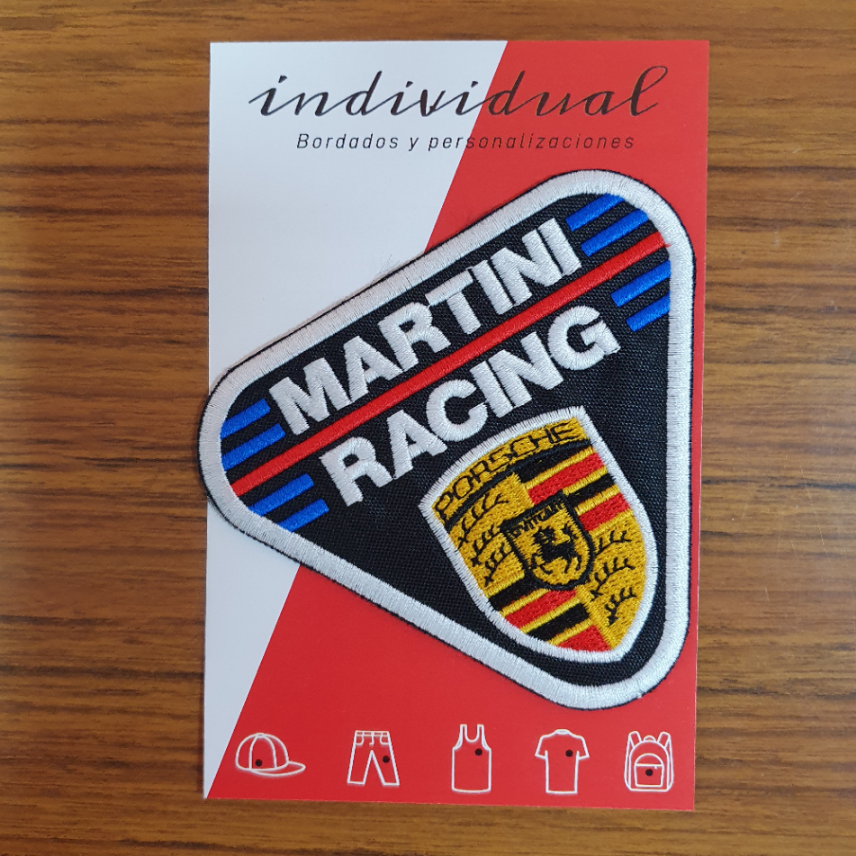 individual
Bordados y personalizaciones
MARTINI
RACING
PORSCHE